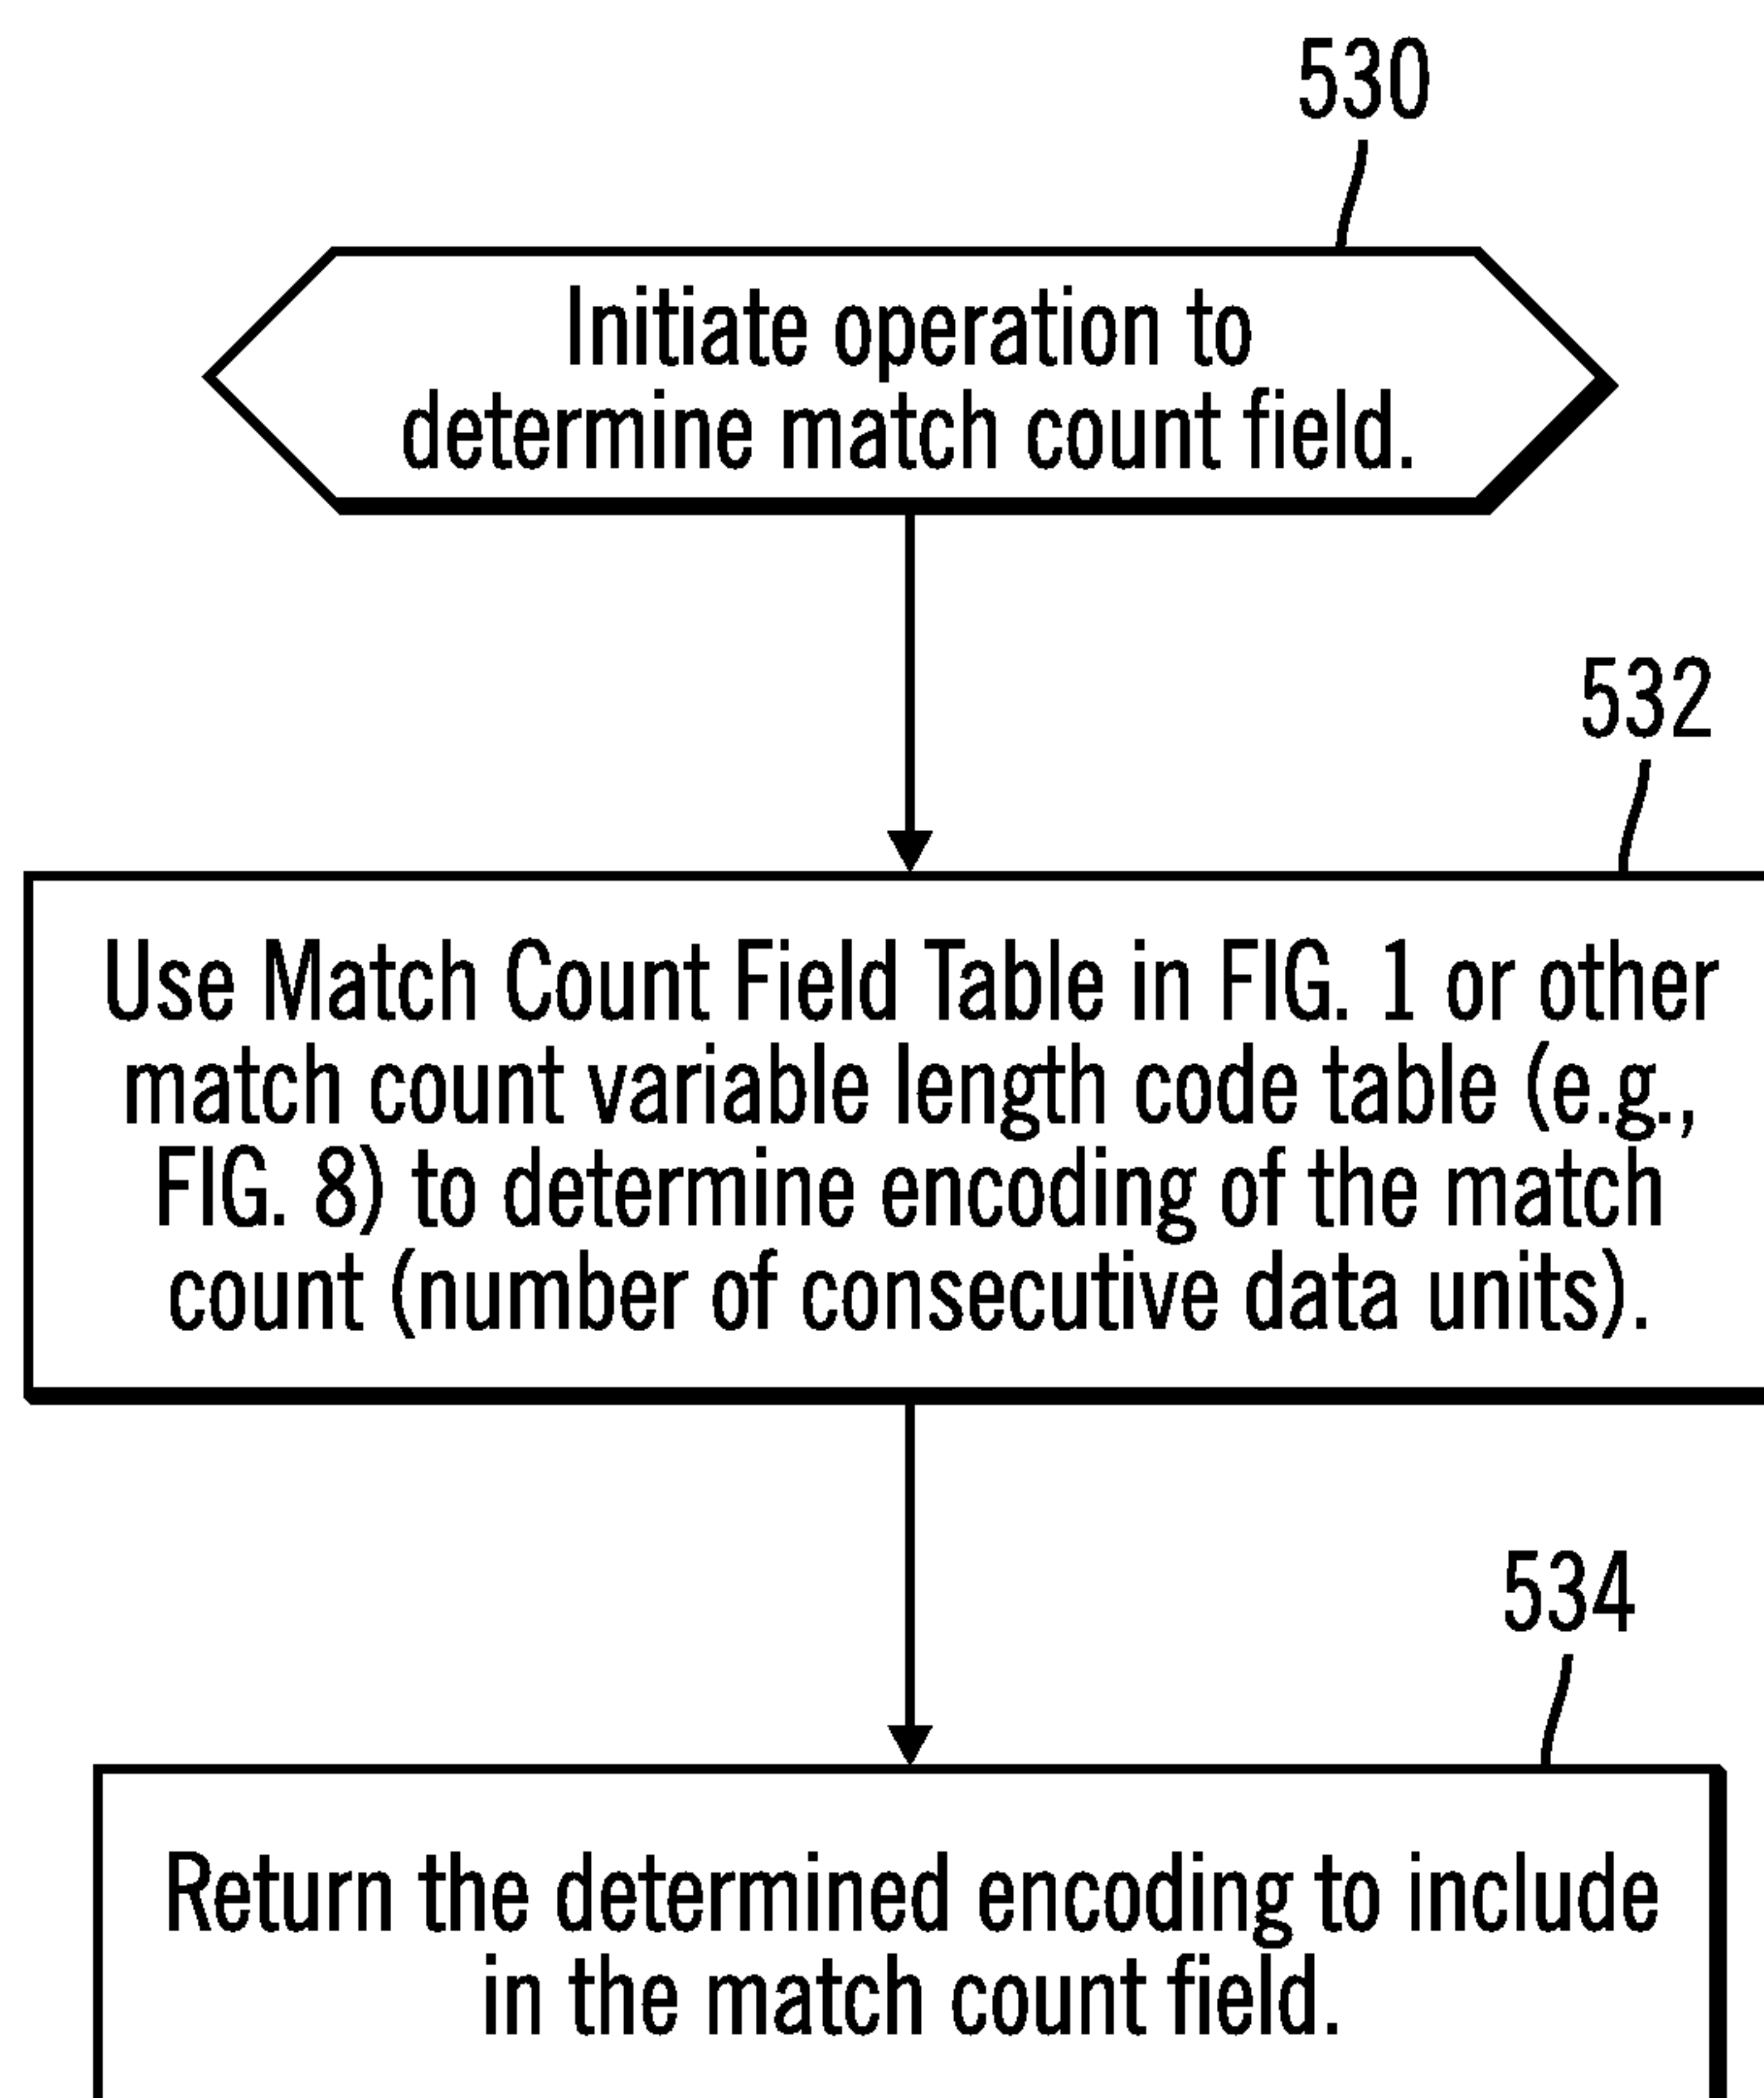 530
Initiate operation to
determine match count field.
532
Use Match Count Field Table in FIG. 1 or other
match count variable length code table (e.g.,
FIG. 8) to determine encoding of the match
count (number of consecutive data units).
534
Return the determined encoding to include
in the match count field.